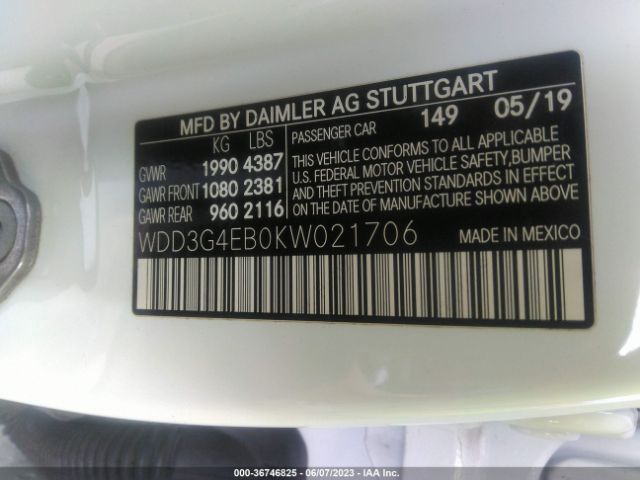 MFD BY DAIMLER AG STUTTGART
KG LBS PASSENGER CAR 149 05/19
GVWR 1990 4387
GAWR FRONT 1080 2381
GAWR REAR 960 2116
THIS VEHICLE CONFORMS TO ALL APPLICABLE
U.S. FEDERAL MOTOR VEHICLE SAFETY,BUMPER
AND THEFT PREVENTION STANDARDS IN EFFECT
ON THE DATE OF MANUFACTURE SHOWN ABOVE
WDD3G4EB0KW021706 MADE IN MEXICO
000-36746825 - 06/07/2023 - IAA Inc.